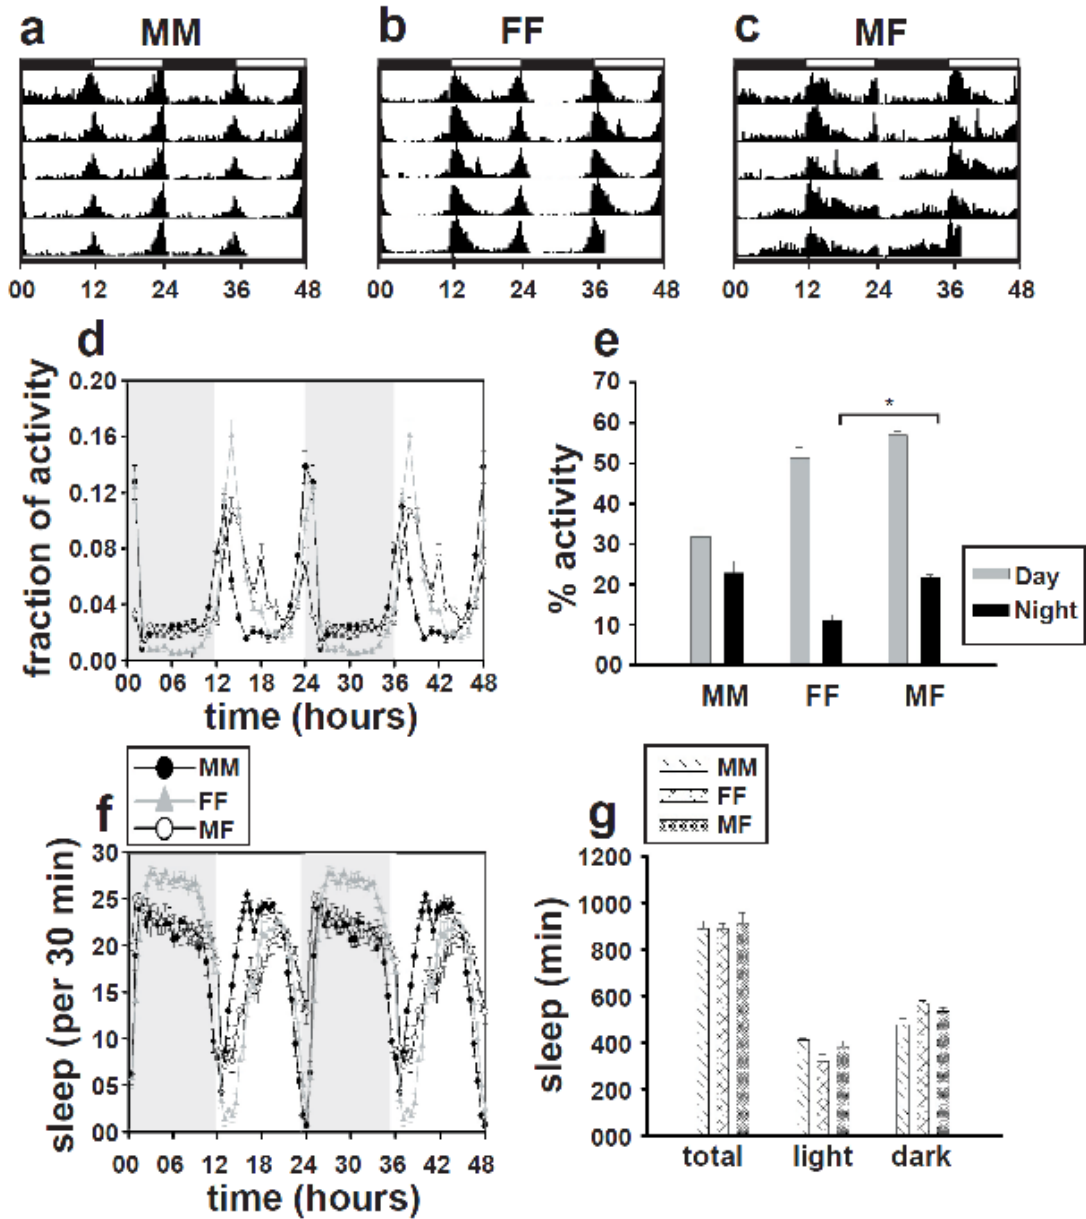 a MM b FF c MF
00 12 24 36 48 00 12 24 36 48 00 12 24 36 48
d
fraction of activity
0.20
0.16
0.12
0.08
0.04
0.00
00 06 12 18 24 30 36 42 48
time (hours)
e
% activity
70
60
50
40
30
20
10
00
*
MM FF MF
Day
Night
MM
FF
MF
f
sleep (per 30 min)
30
25
20
15
10
05
00
00 06 12 18 24 30 36 42 48
time (hours)
MM
FF
MF
g
sleep (min)
1200
1000
800
600
400
200
000
total light dark